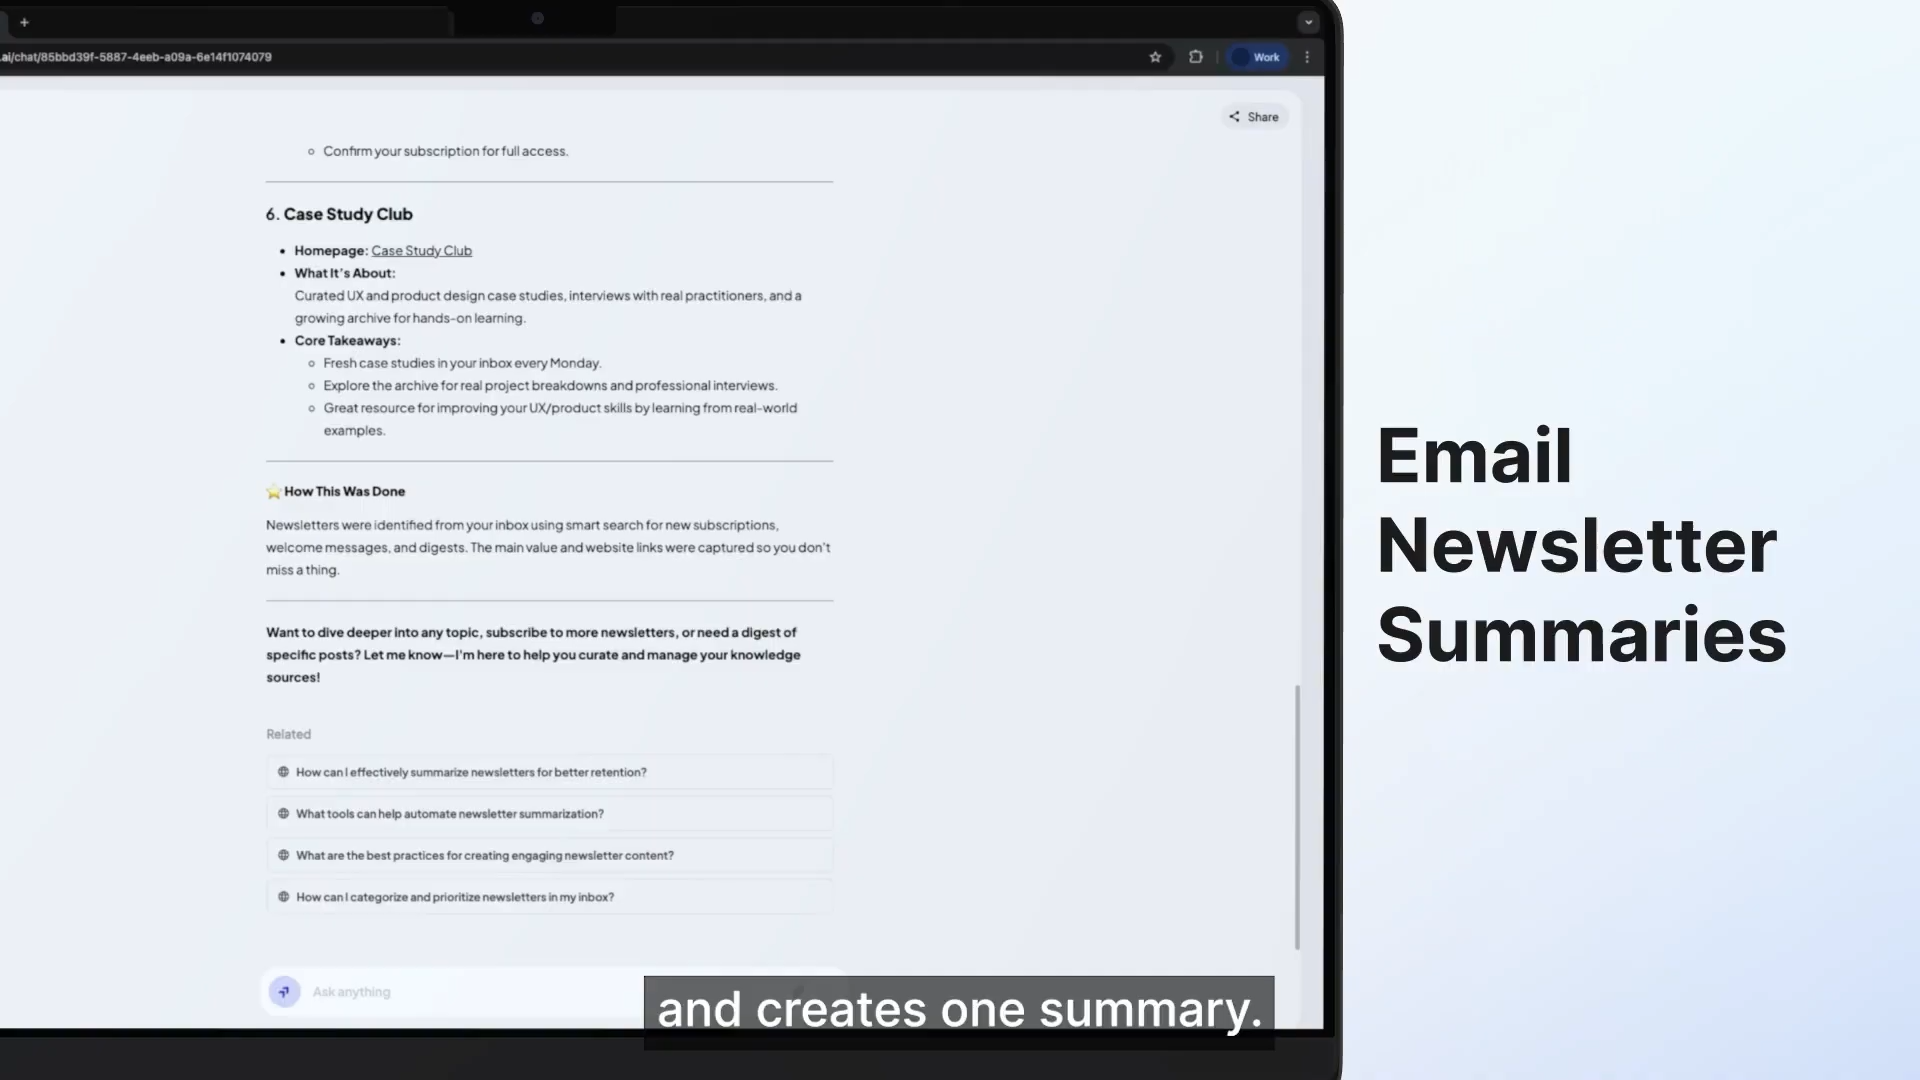 .ai/chat/85bbd39f-5887-4eeb-a09a-6e14f1074079
Work
Share
Confirm your subscription for full access.
6. Case Study Club
Homepage: Case Study Club
What It's About:
Curated UX and product design case studies, interviews with real practitioners, and a
growing archive for hands-on learning.
Core Takeaways:
Fresh case studies in your inbox every Monday.
Explore the archive for real project breakdowns and professional interviews.
Great resource for improving your UX/product skills by learning from real-world
examples.
⭐ How This Was Done
Newsletters were identified from your inbox using smart search for new subscriptions,
welcome messages, and digests. The main value and website links were captured so you don't
miss a thing.
Want to dive deeper into any topic, subscribe to more newsletters, or need a digest of
specific posts? Let me know—I'm here to help you curate and manage your knowledge
sources!
Related
How can I effectively summarize newsletters for better retention?
What tools can help automate newsletter summarization?
What are the best practices for creating engaging newsletter content?
How can I categorize and prioritize newsletters in my inbox?
Ask anything
Email
Newsletter
Summaries
and creates one summary.